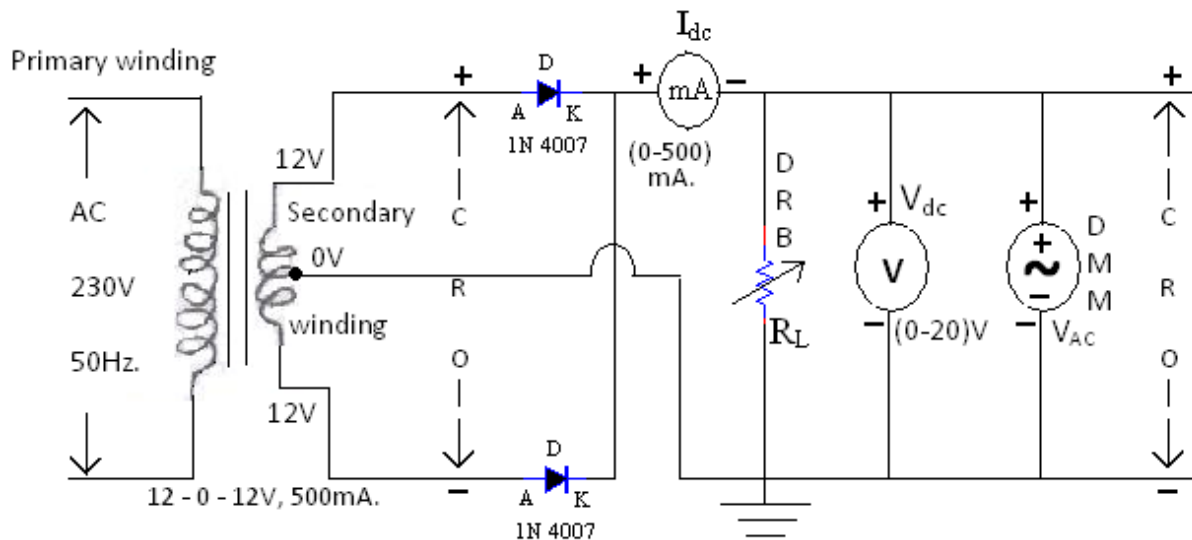 I_dc
Primary winding
+ D + mA - +
A K
1N 4007
(0-500)
mA.
12V
AC
230V
50Hz.
Secondary
0V
winding
12V
C
R
O
D
R
B
R_L
+ V_dc
V
-
(0-20)V
+
+
~
-
-
V_AC
D
M
M
C
R
O
- D -
A K
1N 4007
12 - 0 - 12V, 500mA.